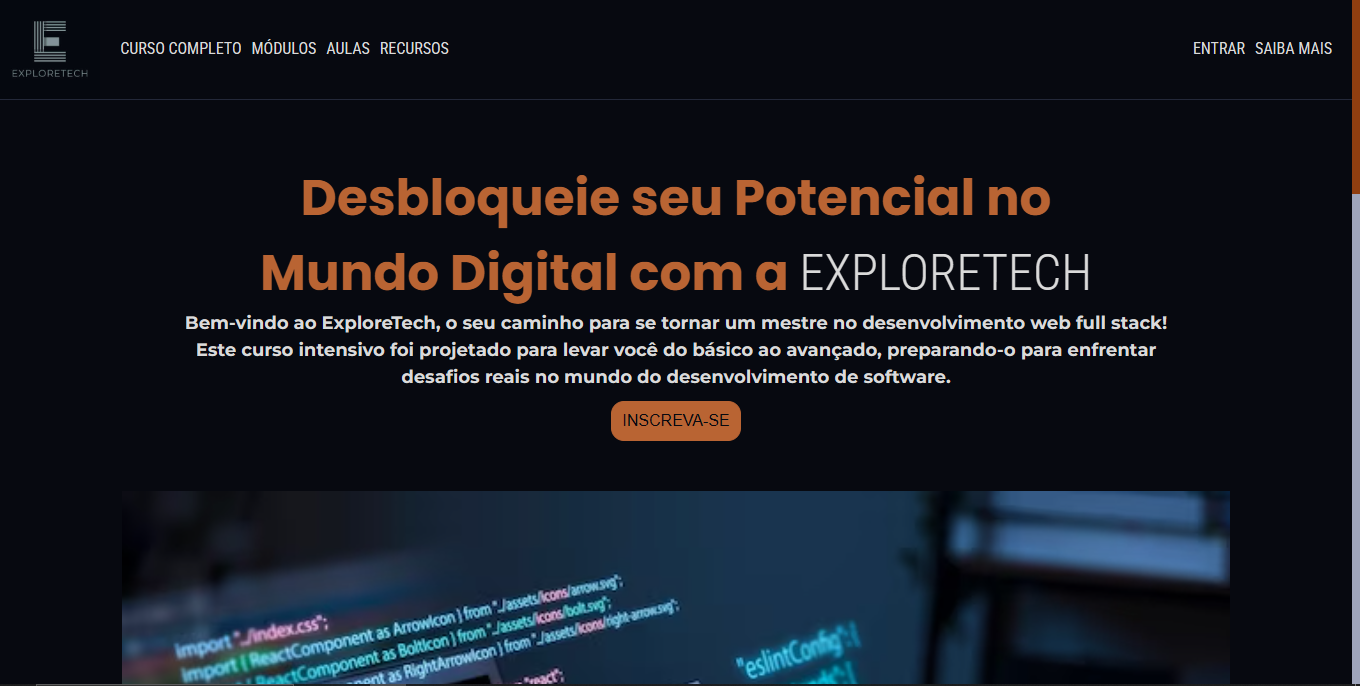 EXPLORETECH
CURSO COMPLETO MÓDULOS AULAS RECURSOS
ENTRAR SAIBA MAIS
Desbloqueie seu Potencial no
Mundo Digital com a EXPLORETECH
Bem-vindo ao ExploreTech, o seu caminho para se tornar um mestre no desenvolvimento web full stack!
Este curso intensivo foi projetado para levar você do básico ao avançado, preparando-o para enfrentar
desafios reais no mundo do desenvolvimento de software.
INSCREVA-SE
import "../index.css";
import { ReactComponent as ArrowIcon } from "../assets/icons/arrow.svg";
{ ReactComponent as BoltIcon } from "../assets/icons/bolt.svg";
as RightArrowIcon } from "../assets/icons/right-arrow.svg";
"react";
"eslintConfig": {